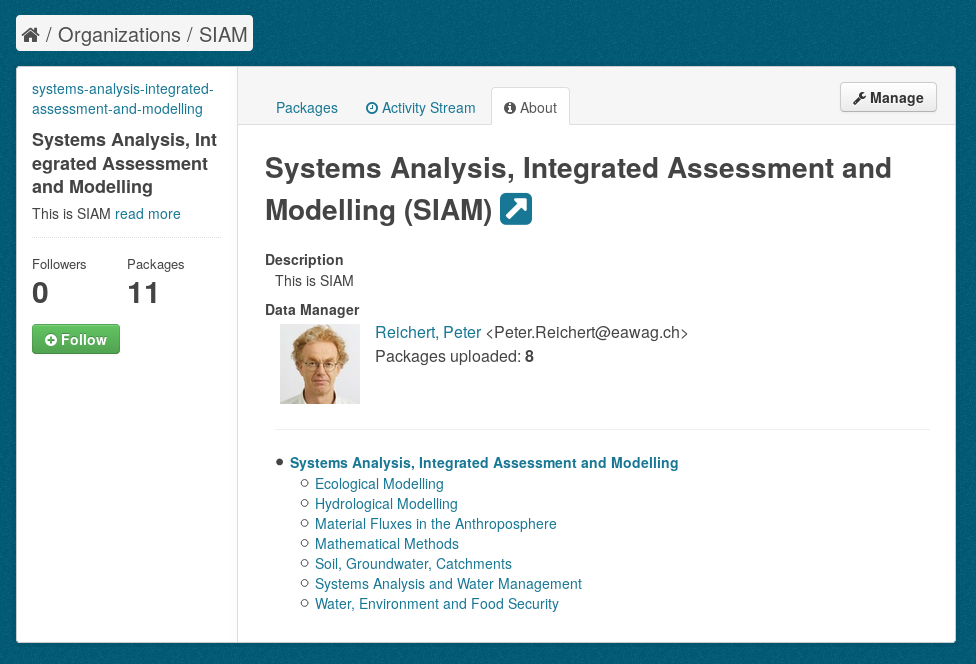 / Organizations / SIAM
systems-analysis-integrated-
assessment-and-modelling
Systems Analysis, Int
egrated Assessment
and Modelling
This is SIAM read more
Followers Packages
0 11
Follow
Packages Activity Stream About Manage
Systems Analysis, Integrated Assessment and
Modelling (SIAM)
Description
This is SIAM
Data Manager
Reichert, Peter <Peter.Reichert@eawag.ch>
Packages uploaded: 8
Systems Analysis, Integrated Assessment and Modelling
Ecological Modelling
Hydrological Modelling
Material Fluxes in the Anthroposphere
Mathematical Methods
Soil, Groundwater, Catchments
Systems Analysis and Water Management
Water, Environment and Food Security